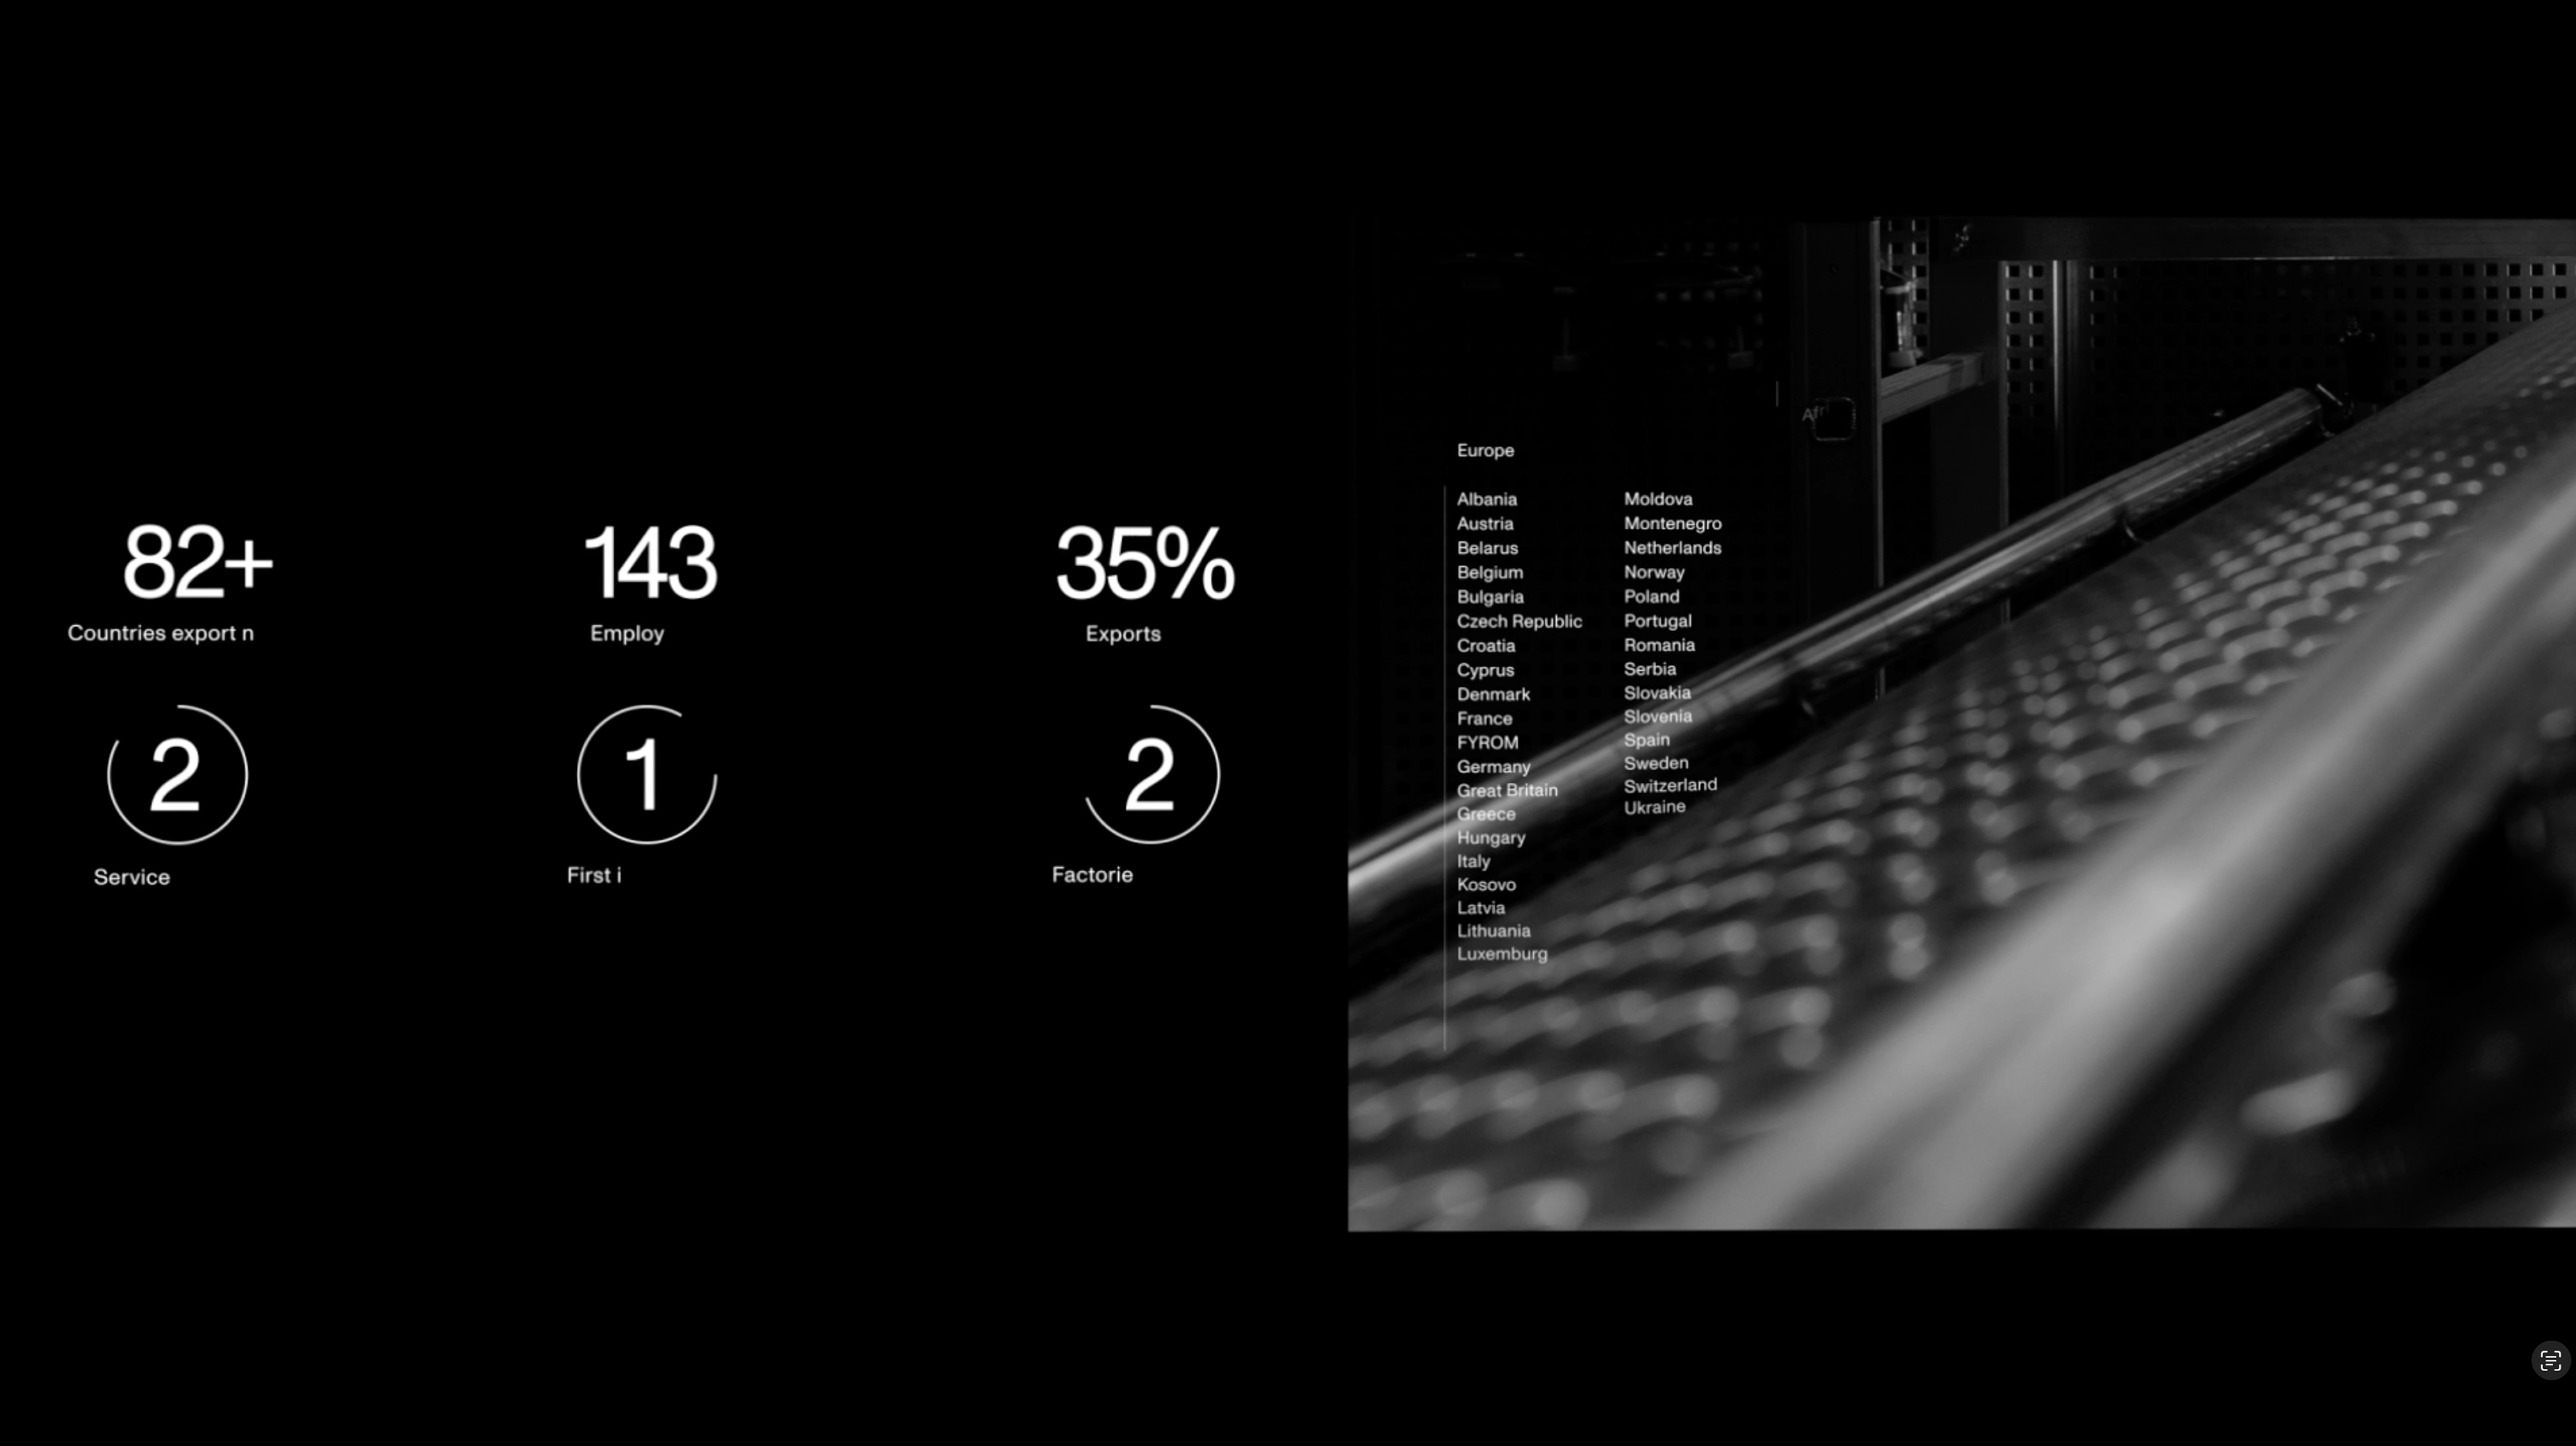 82+
Countries export n
143
Employ
35%
Exports
2
Service
1
First i
2
Factorie
Europe
Albania
Austria
Belarus
Belgium
Bulgaria
Czech Republic
Croatia
Cyprus
Denmark
France
FYROM
Germany
Great Britain
Greece
Hungary
Italy
Kosovo
Latvia
Lithuania
Luxemburg
Moldova
Montenegro
Netherlands
Norway
Poland
Portugal
Romania
Serbia
Slovakia
Slovenia
Spain
Sweden
Switzerland
Ukraine
Afr